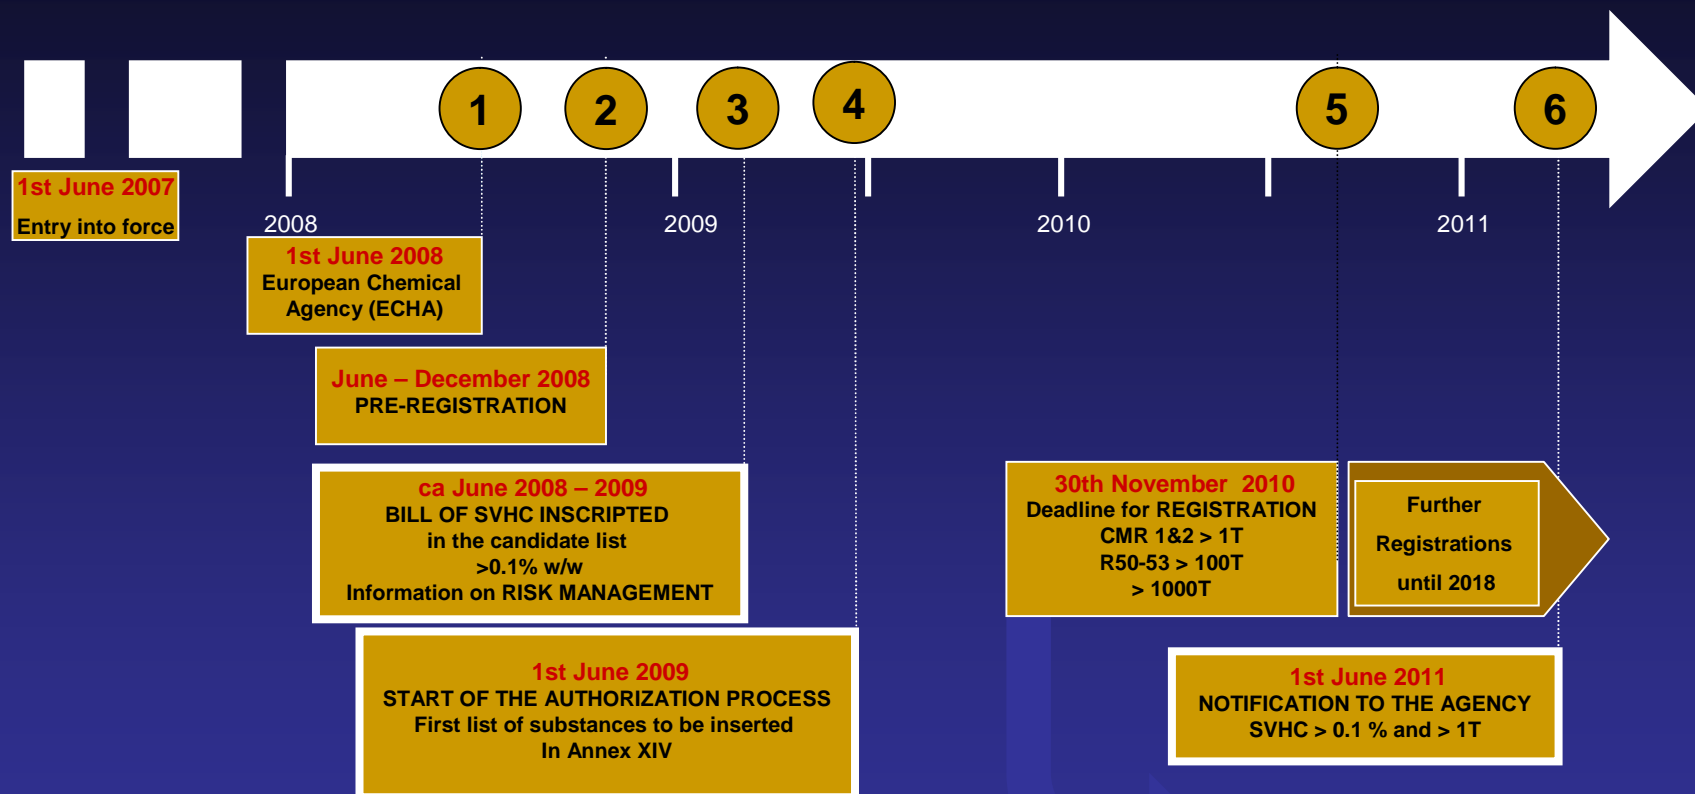 1
2
3
4
5
6
1st June 2007
Entry into force
2008
2009
2010
2011
1st June 2008
European Chemical
Agency (ECHA)
June – December 2008
PRE-REGISTRATION
ca June 2008 – 2009
BILL OF SVHC INSCRIPTED
in the candidate list
>0.1% w/w
Information on RISK MANAGEMENT
1st June 2009
START OF THE AUTHORIZATION PROCESS
First list of substances to be inserted
In Annex XIV
30th November 2010
Deadline for REGISTRATION
CMR 1&2 > 1T
R50-53 > 100T
> 1000T
Further
Registrations
until 2018
1st June 2011
NOTIFICATION TO THE AGENCY
SVHC > 0.1 % and > 1T